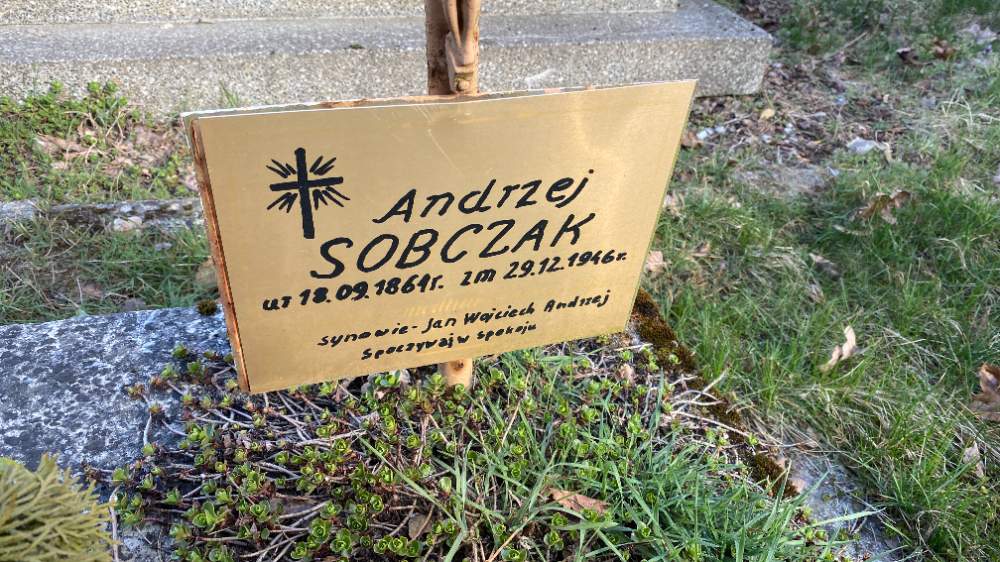 Andrzej
SOBCZAK
ur 18.09.1864r. zm 29.12.1946r.
synowie-Jan Wojciech Andrzej
Spoczywaj w spokoju